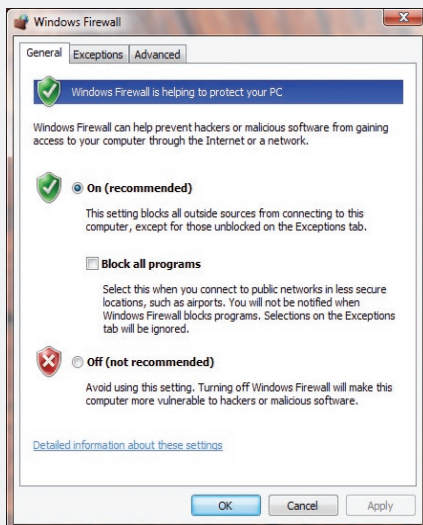 Windows Firewall
General Exceptions Advanced
Windows Firewall is helping to protect your PC
Windows Firewall can help prevent hackers or malicious software from gaining
access to your computer through the Internet or a network.
On (recommended)
This setting blocks all outside sources from connecting to this
computer, except for those unblocked on the Exceptions tab.
Block all programs
Select this when you connect to public networks in less secure
locations, such as airports. You will not be notified when
Windows Firewall blocks programs. Selections on the Exceptions
tab will be ignored.
Off (not recommended)
Avoid using this setting. Turning off Windows Firewall will make this
computer more vulnerable to hackers or malicious software.
Detailed information about these settings
OK Cancel Apply